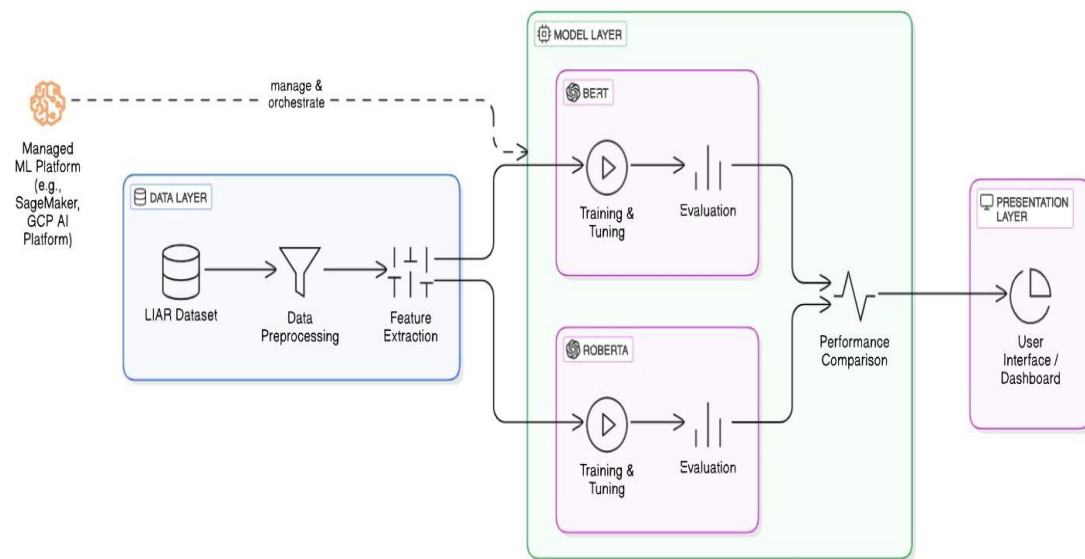 MODEL LAYER
manage &
orchestrate
BERT
Managed
ML Platform
(e.g.,
SageMaker,
GCP AI
Platform)
DATA LAYER
Training &
Tuning
Evaluation
PRESENTATION
LAYER
LIAR Dataset
Data
Preprocessing
Feature
Extraction
ROBERTA
Performance
Comparison
User
Interface /
Dashboard
Training &
Tuning
Evaluation